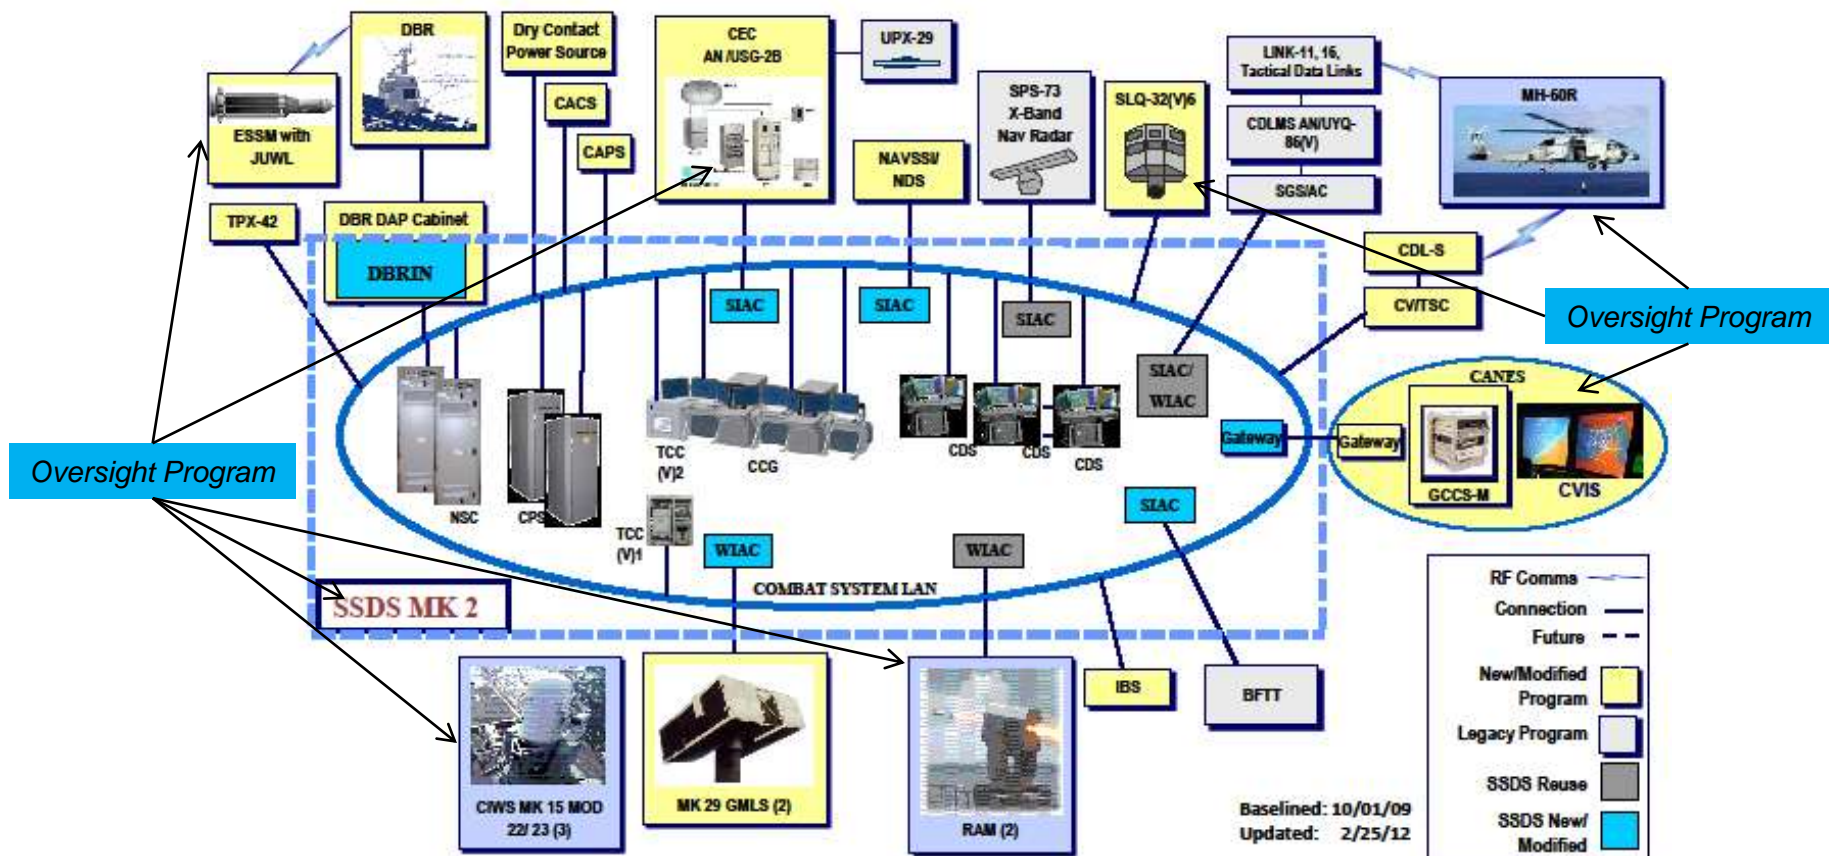 DBR
ESSM with
JUWL
Dry Contact
Power Source
CACS
CAPS
CEC
AN /USG-2B
UPX-29
NAVSSI/
NDS
SPS-73
X-Band
Nav Radar
SLQ-32(V)6
LINK-11, 16,
Tactical Data Links
CDLMS AN/UYQ-
86(V)
SGS/AC
MH-60R
CDL-S
CV/TSC
TPX-42
DBR DAP Cabinet
DBRIN
SIAC
SIAC
SIAC
SIAC/
WIAC
Oversight Program
Oversight Program
CANES
Gateway
Gateway
GCCS-M
CVIS
NSC
CPS
TCC
(V)2
CCG
CDS
CDS
CDS
TCC
(V)1
WIAC
WIAC
SIAC
COMBAT SYSTEM LAN
SSDS MK 2
CIWS MK 15 MOD
22/ 23 (3)
MK 29 GMLS (2)
RAM (2)
IBS
BFTT
Baselined: 10/01/09
Updated: 2/25/12
RF Comms
Connection
Future
New/Modified
Program
Legacy Program
SSDS Reuse
SSDS New/
Modified